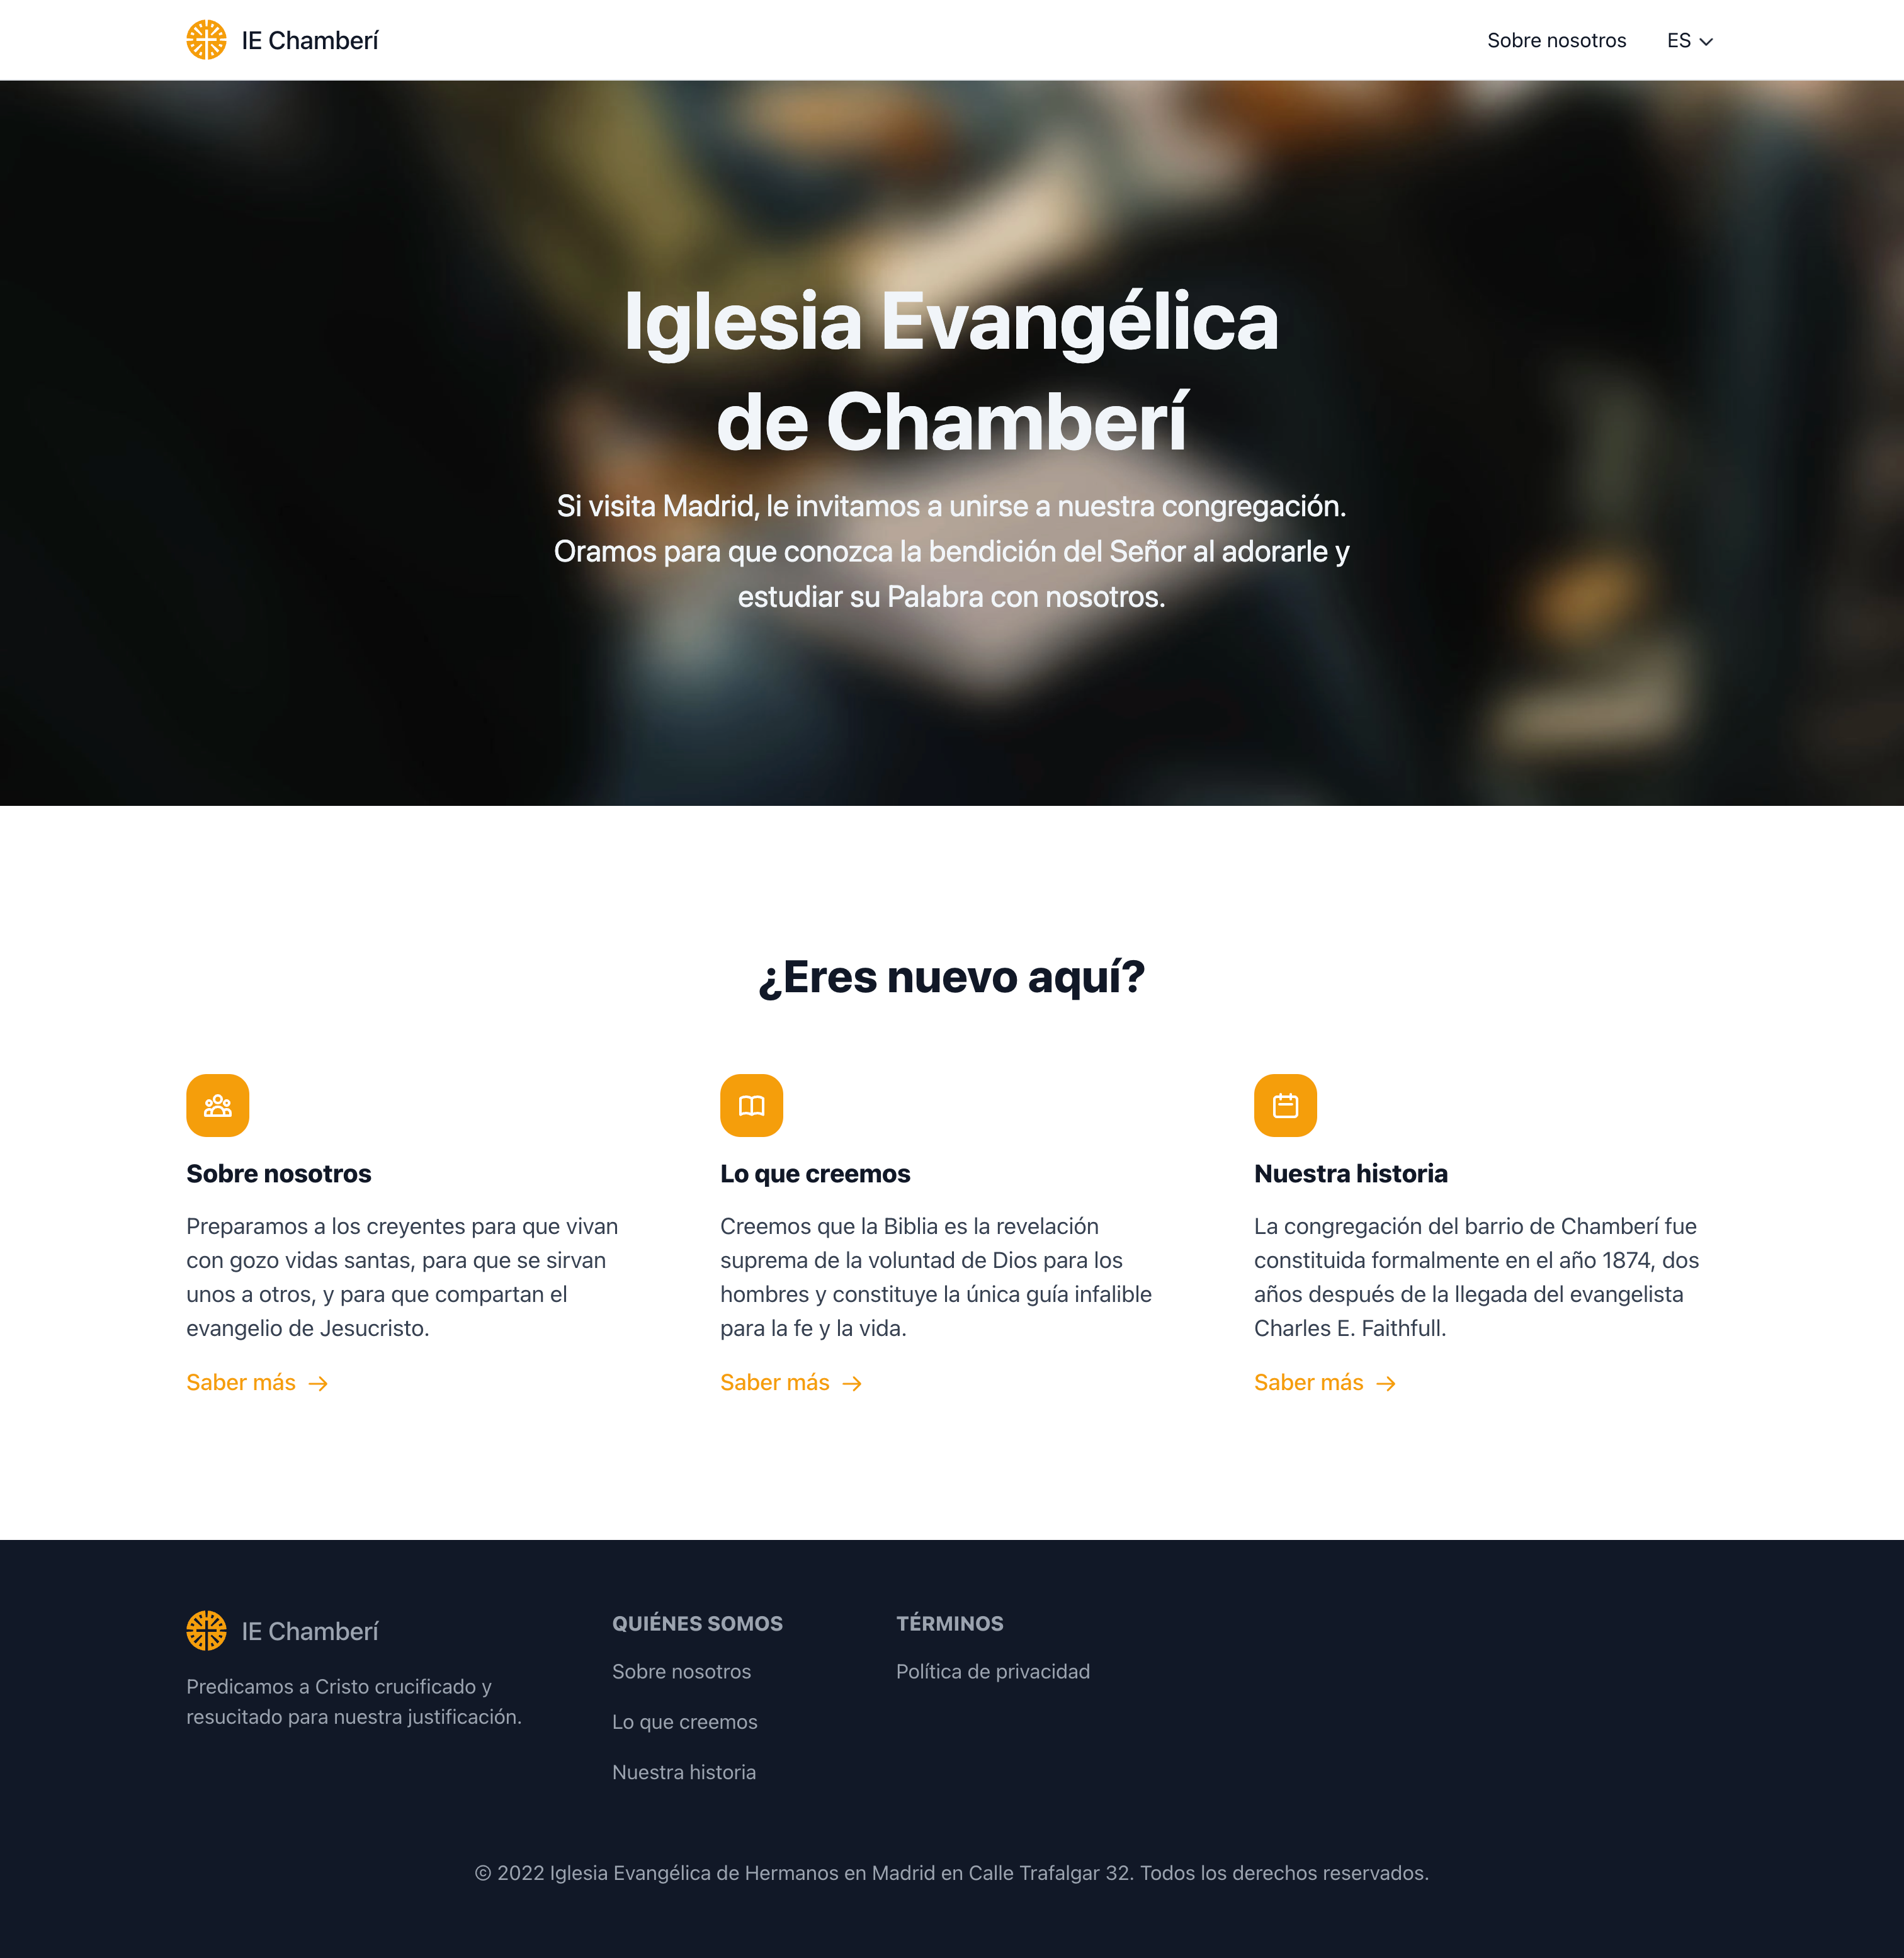 IE Chamberí
Sobre nosotros
ES
Iglesia Evangélica
de Chamberí
Si visita Madrid, le invitamos a unirse a nuestra congregación.
Oramos para que conozca la bendición del Señor al adorarle y
estudiar su Palabra con nosotros.
¿Eres nuevo aquí?
Sobre nosotros
Preparamos a los creyentes para que vivan
con gozo vidas santas, para que se sirvan
unos a otros, y para que compartan el
evangelio de Jesucristo.
Saber más
Lo que creemos
Creemos que la Biblia es la revelación
suprema de la voluntad de Dios para los
hombres y constituye la única guía infalible
para la fe y la vida.
Saber más
Nuestra historia
La congregación del barrio de Chamberí fue
constituida formalmente en el año 1874, dos
años después de la llegada del evangelista
Charles E. Faithfull.
Saber más
IE Chamberí
Predicamos a Cristo crucificado y
resucitado para nuestra justificación.
QUIÉNES SOMOS
Sobre nosotros
Lo que creemos
Nuestra historia
TÉRMINOS
Política de privacidad
© 2022 Iglesia Evangélica de Hermanos en Madrid en Calle Trafalgar 32. Todos los derechos reservados.